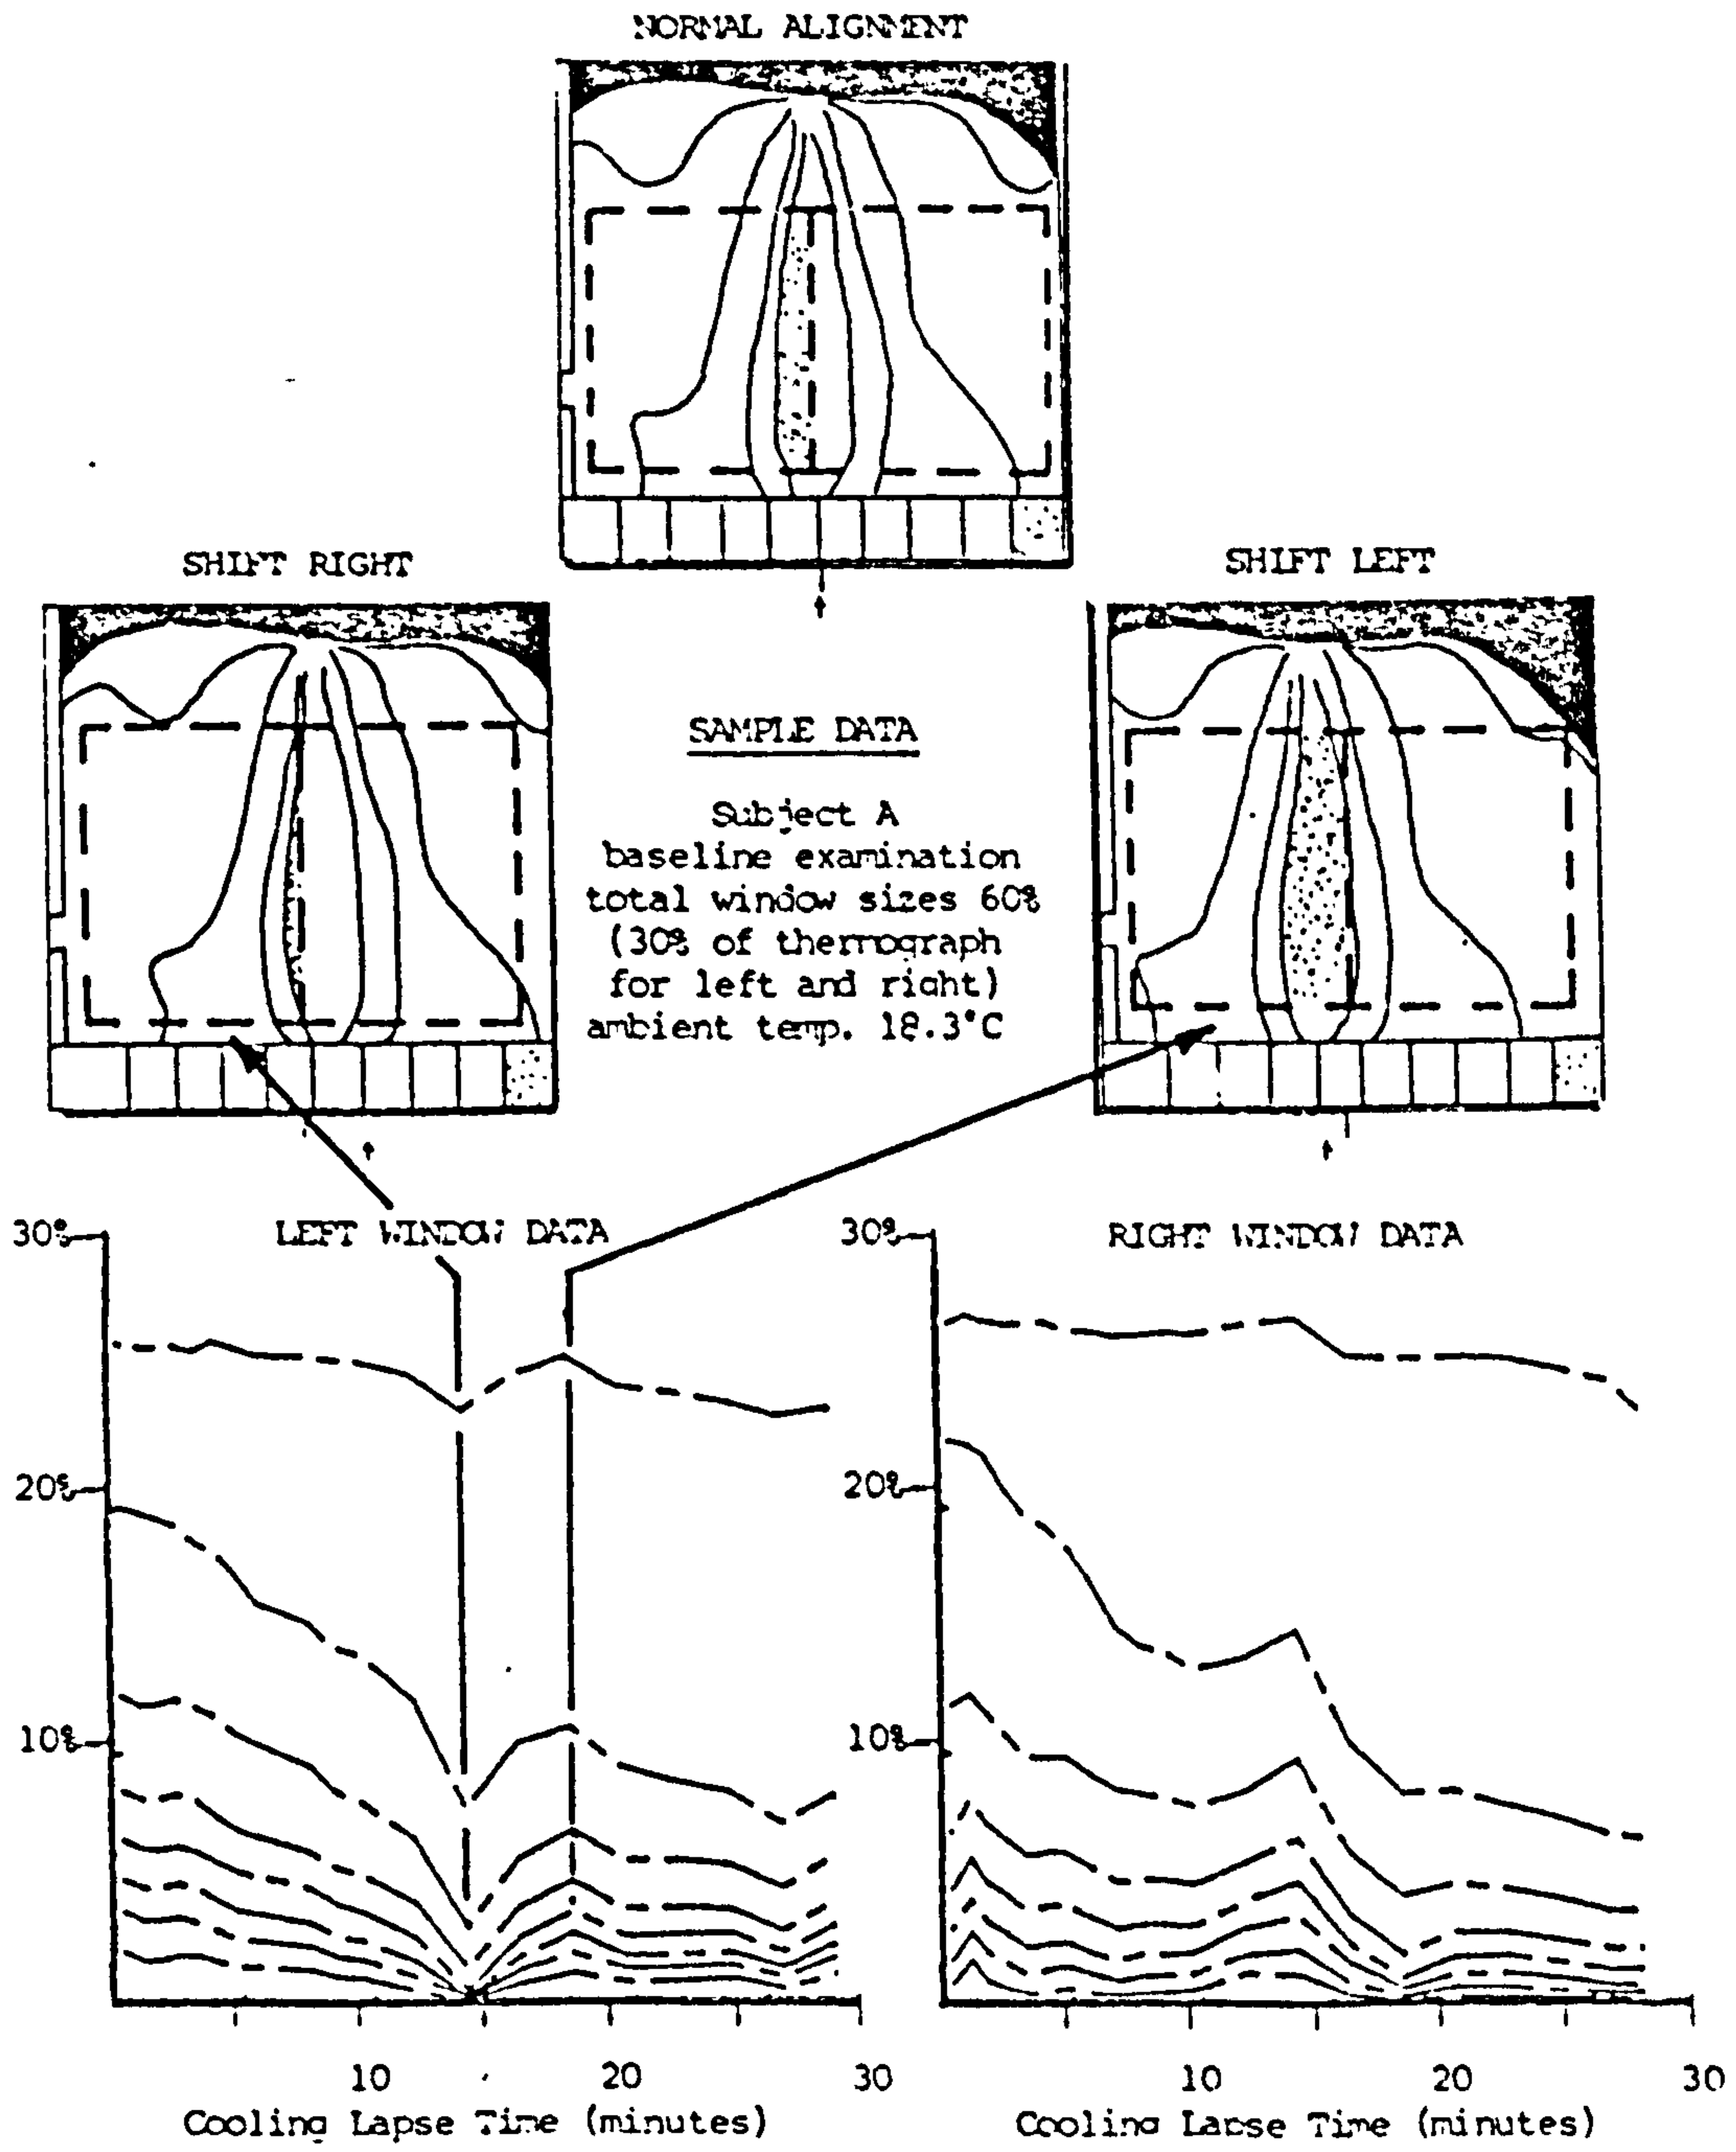 NORMAL ALIGNMENT
SHIFT RIGHT
SHIFT LEFT
SAMPLE DATA
Subject A
baseline examination
total window sizes 60%
(30% of thermograph
for left and right)
ambient temp. 18.3°C
LEFT WINDOW DATA
30%
20%
10%
10 20 30
Cooling Lapse Time (minutes)
RIGHT WINDOW DATA
30%
20%
10%
10 20 30
Cooling Lapse Time (minutes)